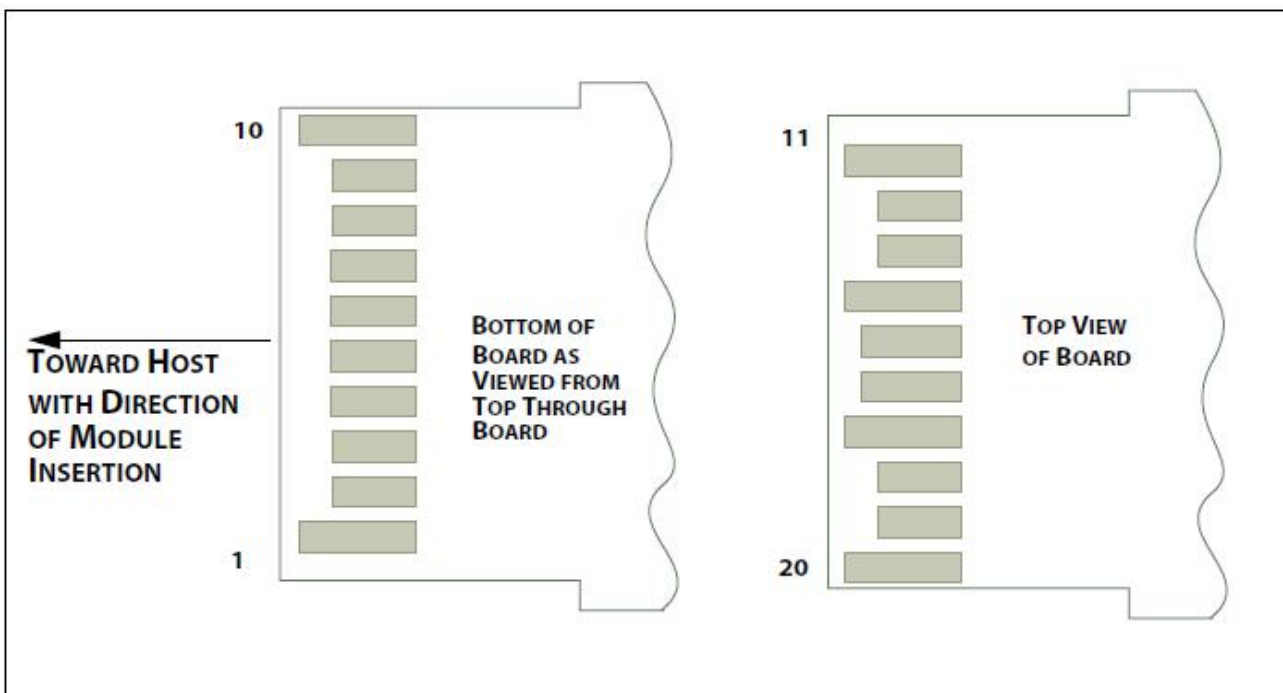 10
1
TOWARD HOST
WITH DIRECTION
OF MODULE
INSERTION
BOTTOM OF
BOARD AS
VIEWED FROM
TOP THROUGH
BOARD
11
20
TOP VIEW
OF BOARD